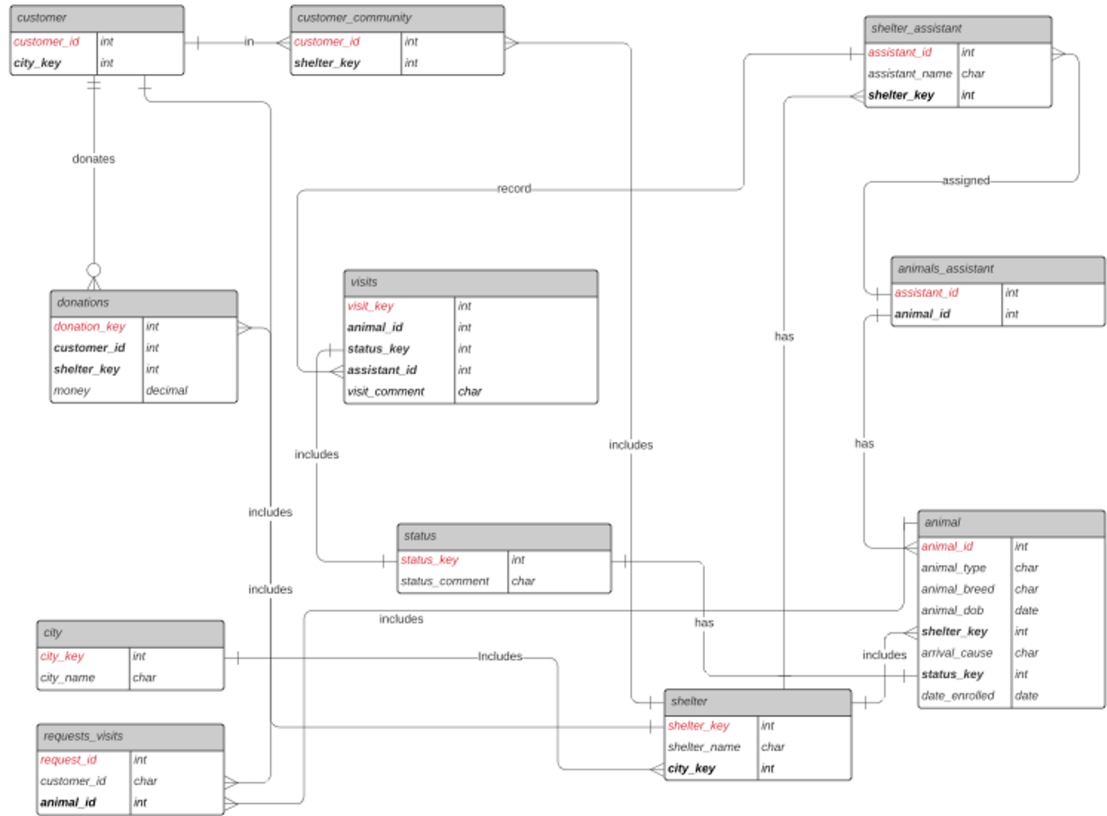 customer
customer_id int
city_key int
in
customer_community
customer_id int
shelter_key int
shelter_assistant
assistant_id int
assistant_name char
shelter_key int
donates
record
assigned
donations
donation_key int
customer_id int
shelter_key int
money decimal
visits
visit_key int
animal_id int
status_key int
assistant_id int
visit_comment char
animals_assistant
assistant_id int
animal_id int
has
has
includes
includes
includes
includes
status
status_key int
status_comment char
animal
animal_id int
animal_type char
animal_breed char
animal_dob date
shelter_key int
arrival_cause char
status_key int
date_enrolled date
includes
has
includes
city
city_key int
city_name char
Includes
shelter
shelter_key int
shelter_name char
city_key int
requests_visits
request_id int
customer_id char
animal_id int